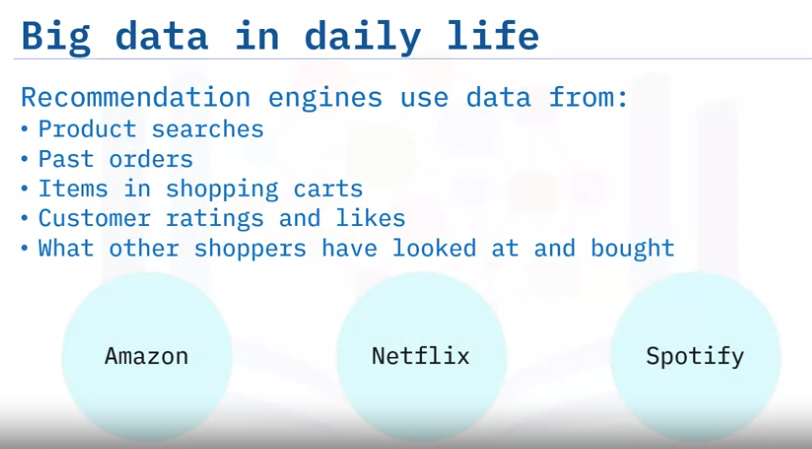 Big data in daily life
Recommendation engines use data from:
• Product searches
• Past orders
• Items in shopping carts
• Customer ratings and likes
• What other shoppers have looked at and bought
Amazon
Netflix
Spotify